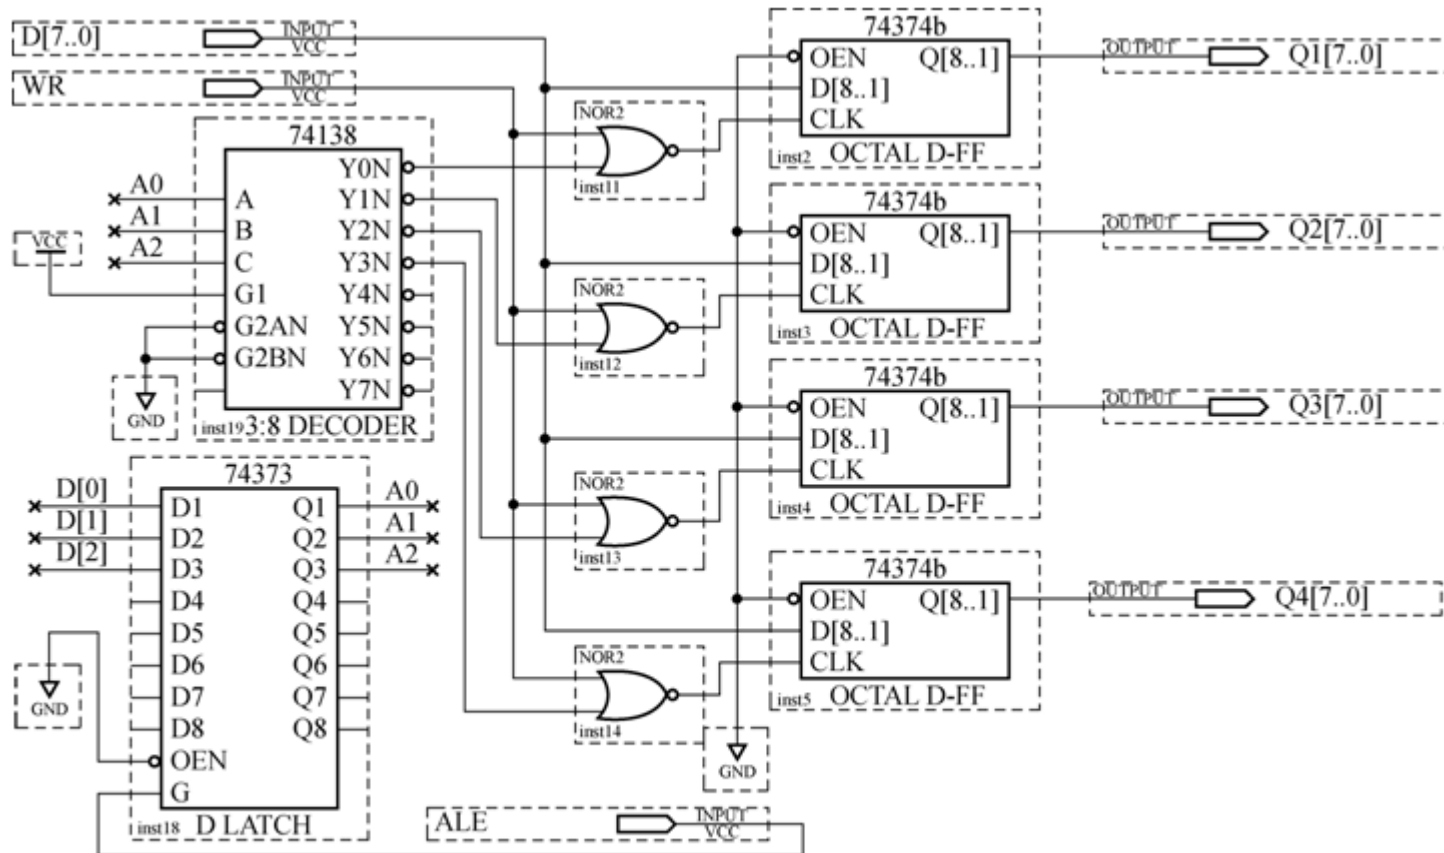 D[7..0]
INPUT
VCC
WR
INPUT
VCC
74138
A0
A
Y0N
A1
B
Y1N
A2
C
Y2N
VCC
G1
Y3N
G2AN
Y4N
G2BN
Y5N
Y6N
Y7N
GND
inst19 3:8 DECODER
74373
D[0]
D1
Q1
A0
D[1]
D2
Q2
A1
D[2]
D3
Q3
A2
D4
Q4
D5
Q5
D6
Q6
D7
Q7
D8
Q8
OEN
G
GND
inst18 D LATCH
ALE
INPUT
VCC
NOR2
inst11
NOR2
inst12
NOR2
inst13
NOR2
inst14
GND
74374b
OEN
Q[8..1]
D[8..1]
CLK
inst2 OCTAL D-FF
OUTPUT
Q1[7..0]
74374b
OEN
Q[8..1]
D[8..1]
CLK
inst3 OCTAL D-FF
OUTPUT
Q2[7..0]
74374b
OEN
Q[8..1]
D[8..1]
CLK
inst4 OCTAL D-FF
OUTPUT
Q3[7..0]
74374b
OEN
Q[8..1]
D[8..1]
CLK
inst5 OCTAL D-FF
OUTPUT
Q4[7..0]